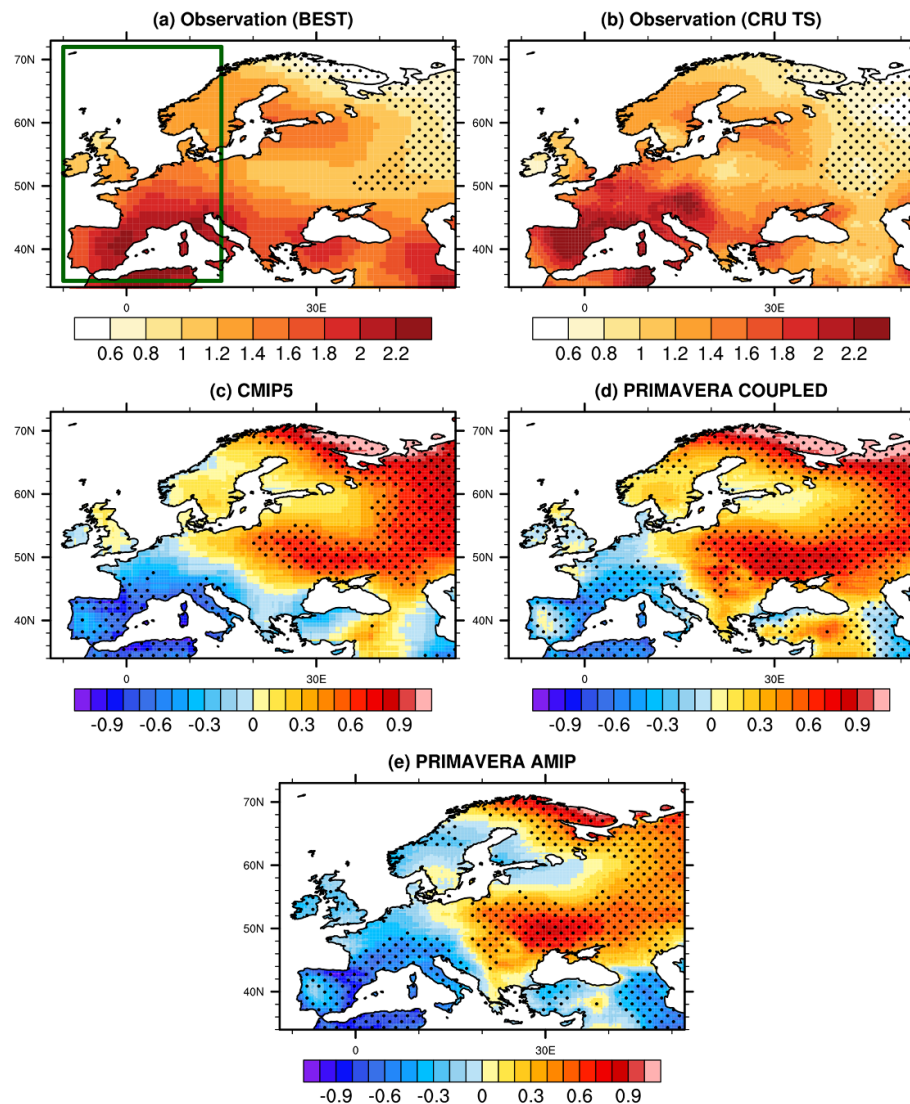 (a) Observation (BEST)
(b) Observation (CRU TS)
70N
60N
50N
40N
0
30E
0.6 0.8 1 1.2 1.4 1.6 1.8 2 2.2
70N
60N
50N
40N
0
30E
0.6 0.8 1 1.2 1.4 1.6 1.8 2 2.2
(c) CMIP5
(d) PRIMAVERA COUPLED
70N
60N
50N
40N
0
30E
-0.9 -0.6 -0.3 0 0.3 0.6 0.9
70N
60N
50N
40N
0
30E
-0.9 -0.6 -0.3 0 0.3 0.6 0.9
(e) PRIMAVERA AMIP
70N
60N
50N
40N
0
30E
-0.9 -0.6 -0.3 0 0.3 0.6 0.9